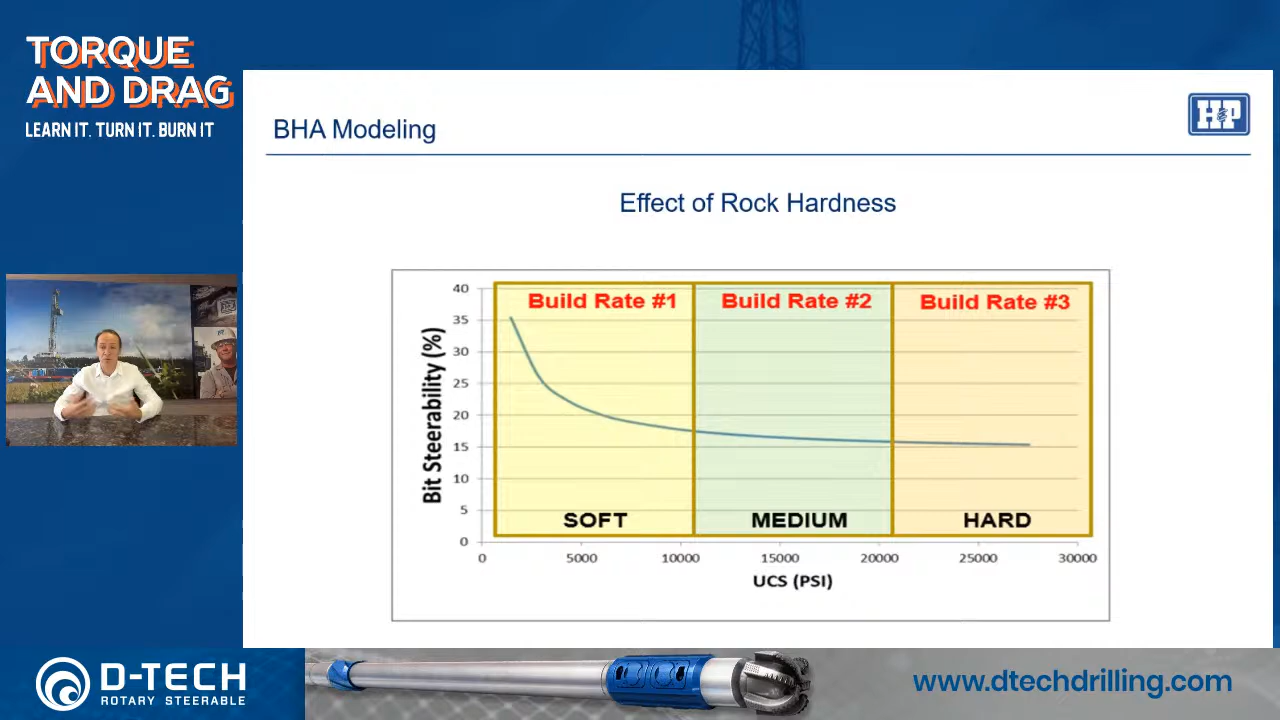 TORQUE
AND DRAG
LEARN IT. TURN IT. BURN IT
BHA Modeling
H&P
Effect of Rock Hardness
Build Rate #1
Build Rate #2
Build Rate #3
Bit Steerability (%)
40
35
30
25
20
15
10
5
0
SOFT
MEDIUM
HARD
0
5000
10000
15000
20000
25000
30000
UCS (PSI)
D-TECH
ROTARY STEERABLE
www.dtechdrilling.com